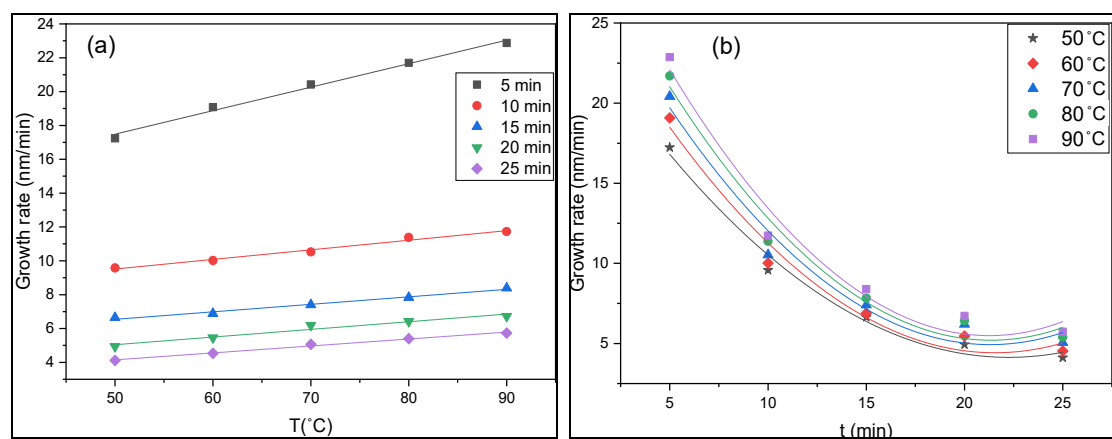 (a)
24
22
20
18
16
14
12
10
8
6
4
Growth rate (nm/min)
50 60 70 80 90
T(˚C)
5 min
10 min
15 min
20 min
25 min
(b)
25
20
15
10
5
Growth rate (nm/min)
5 10 15 20 25
t (min)
50˚C
60˚C
70˚C
80˚C
90˚C